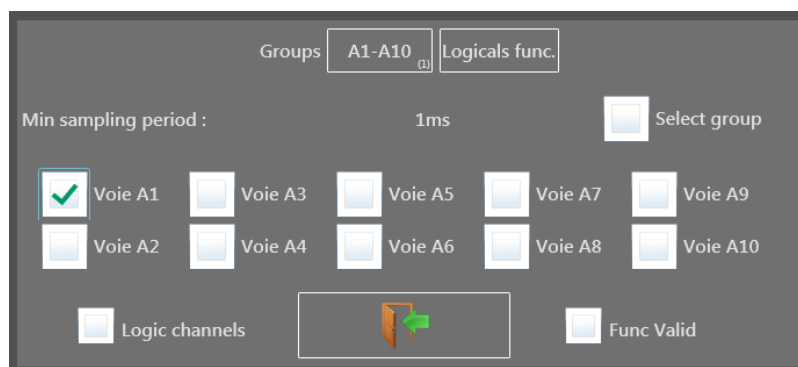 Groups A1-A10 (1) Logicals func.
Min sampling period : 1ms Select group
Voie A1 Voie A3 Voie A5 Voie A7 Voie A9
Voie A2 Voie A4 Voie A6 Voie A8 Voie A10
Logic channels Func Valid